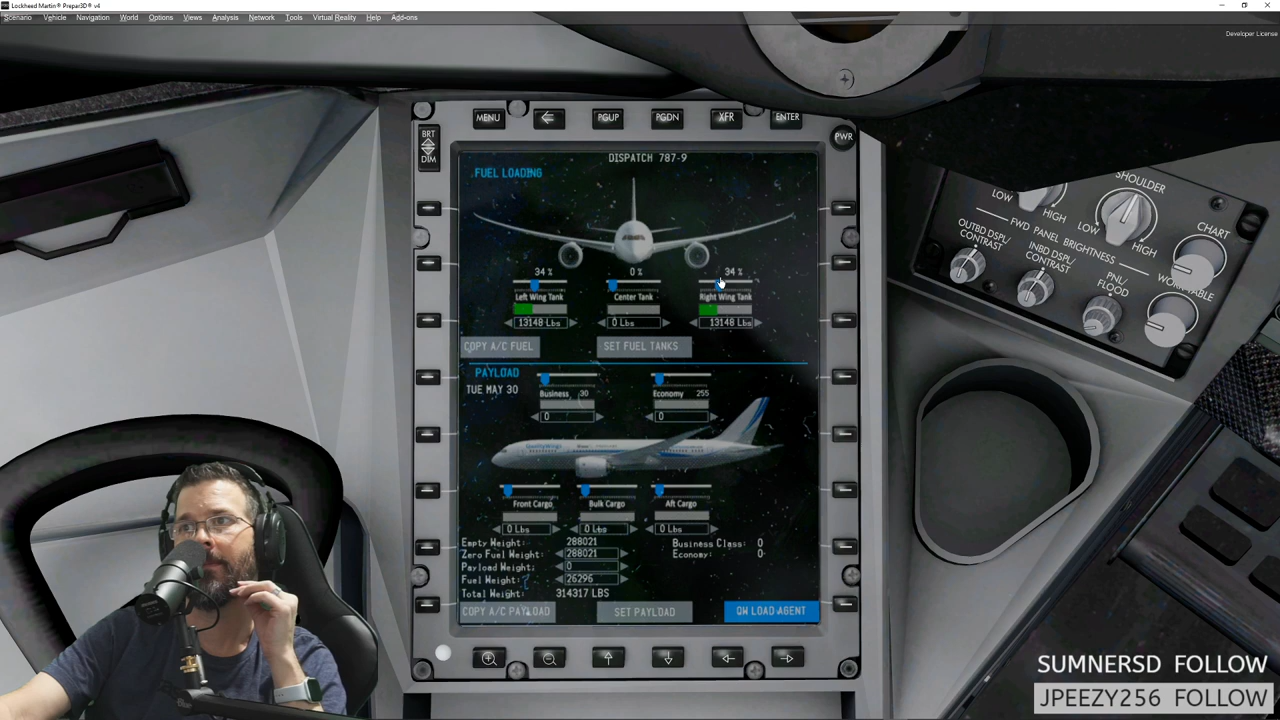 Lockheed Martin® Prepar3D® v4
Scenario Vehicle Navigation World Options Views Analysis Network Tools Virtual Reality Help Add-ons
Developer License
MENU PGUP PGDN XFR ENTER
BRT
DIM
PWR
DISPATCH 787-9
FUEL LOADING
34 % 0 % 34 %
Left Wing Tank Center Tank Right Wing Tank
13148 Lbs 0 Lbs 13148 Lbs
COPY A/C FUEL SET FUEL TANKS
PAYLOAD
TUE MAY 30
Business 30 Economy 255
0 0
Front Cargo Bulk Cargo Aft Cargo
0 Lbs 0 Lbs 0 Lbs
Empty Weight: 288021 Business Class: 0
Zero Fuel Weight: 288021 Economy: 0
Payload Weight: 0
Fuel Weight: 26296
Total Weight: 314317 LBS
COPY A/C PAYLOAD SET PAYLOAD QW LOAD AGENT
SHOULDER
LOW HIGH LOW HIGH
CHART
FWD PANEL BRIGHTNESS
OUTBD DSPL/
CONTRAST
INBD DSPL/
CONTRAST
PNL/
FLOOD
WORK TABLE
SUMNERSD FOLLOW
JPEEZY256 FOLLOW